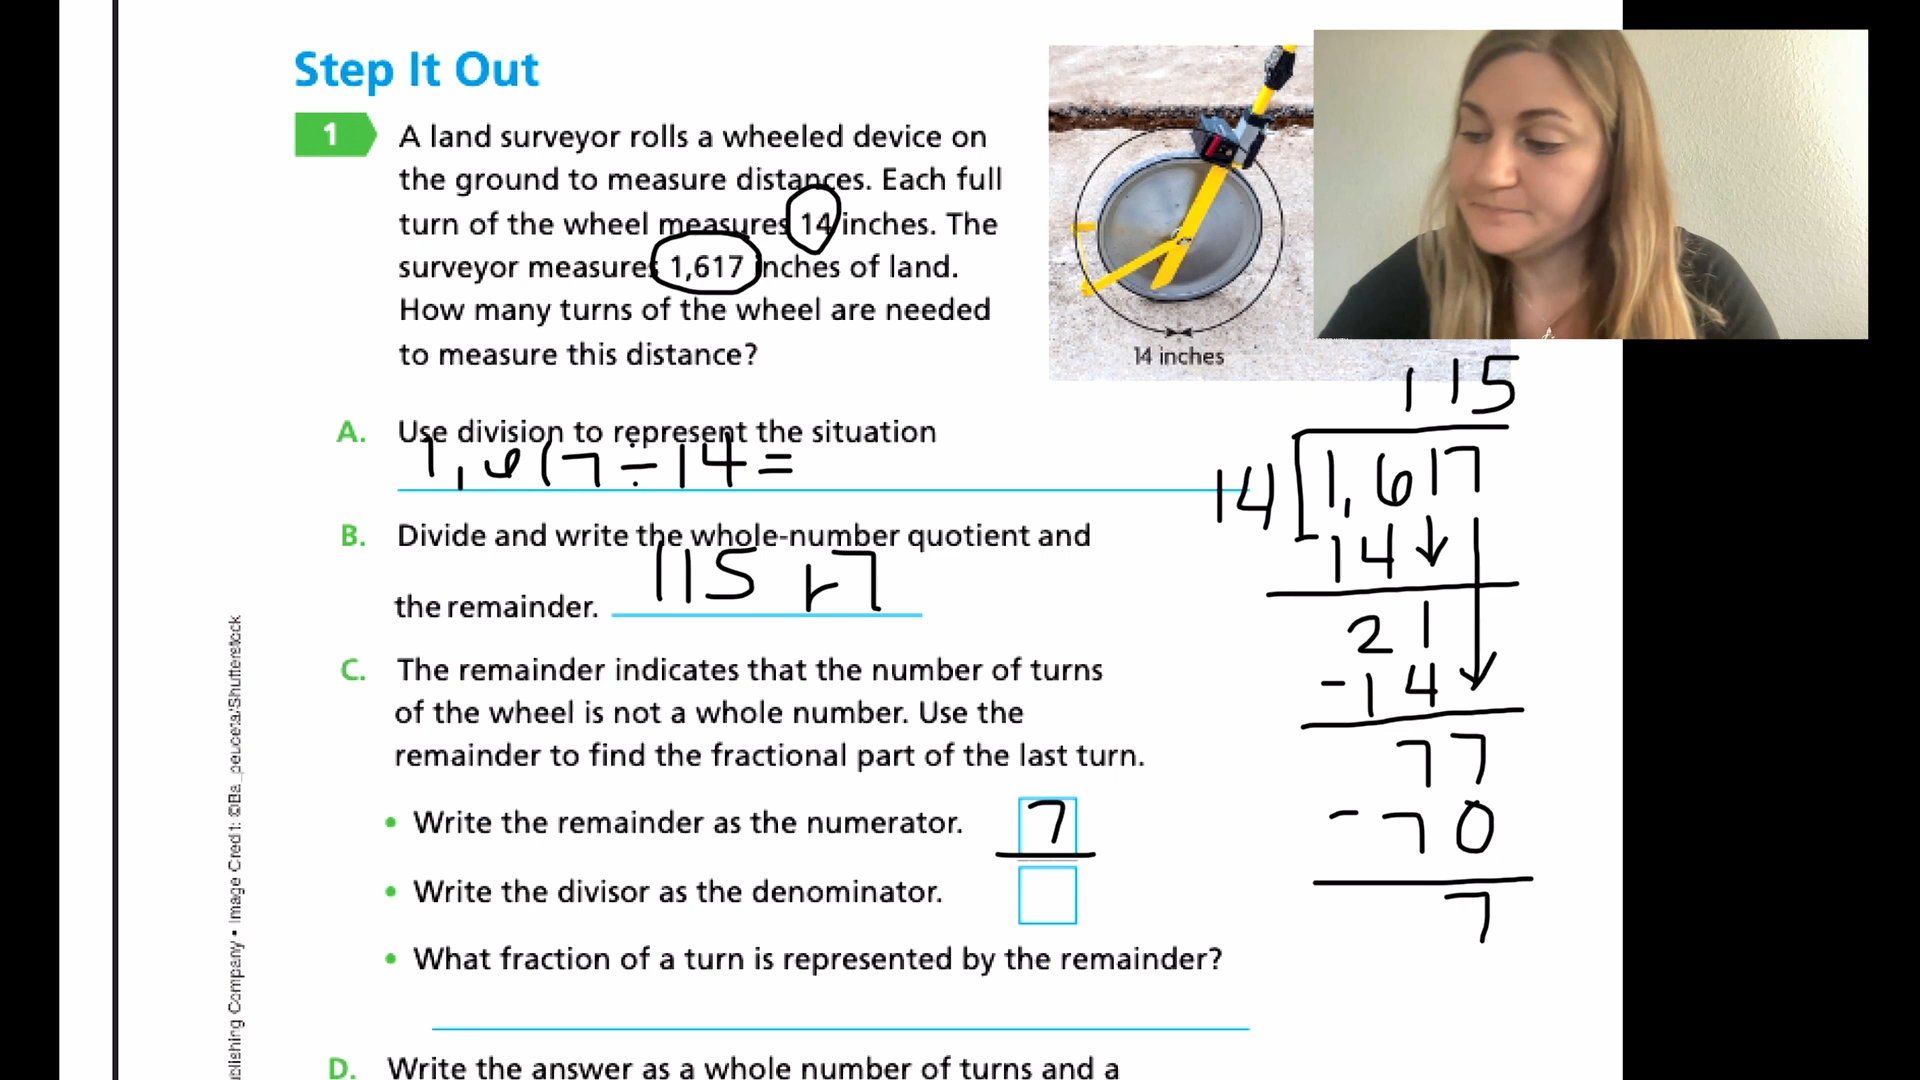 Step It Out
1
A land surveyor rolls a wheeled device on
the ground to measure distances. Each full
turn of the wheel measures 14 inches. The
surveyor measures 1,617 inches of land.
How many turns of the wheel are needed
to measure this distance?
14 inches
A. Use division to represent the situation
1,617 ÷ 14 =
B. Divide and write the whole-number quotient and
the remainder. 115 r7
C. The remainder indicates that the number of turns
of the wheel is not a whole number. Use the
remainder to find the fractional part of the last turn.
• Write the remainder as the numerator. 7
• Write the divisor as the denominator.
• What fraction of a turn is represented by the remainder?
D. Write the answer as a whole number of turns and a
115
14 1,617
-14
21
-14
77
-70
7
blishing Company • Image Credit: ©Ba_peuceta/Shutterstock